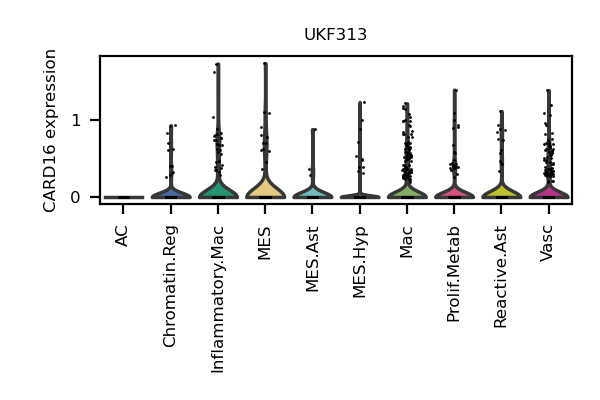 UKF313
CARD16 expression
1
0
AC
Chromatin.Reg
Inflammatory.Mac
MES
MES.Ast
MES.Hyp
Mac
Prolif.Metab
Reactive.Ast
Vasc